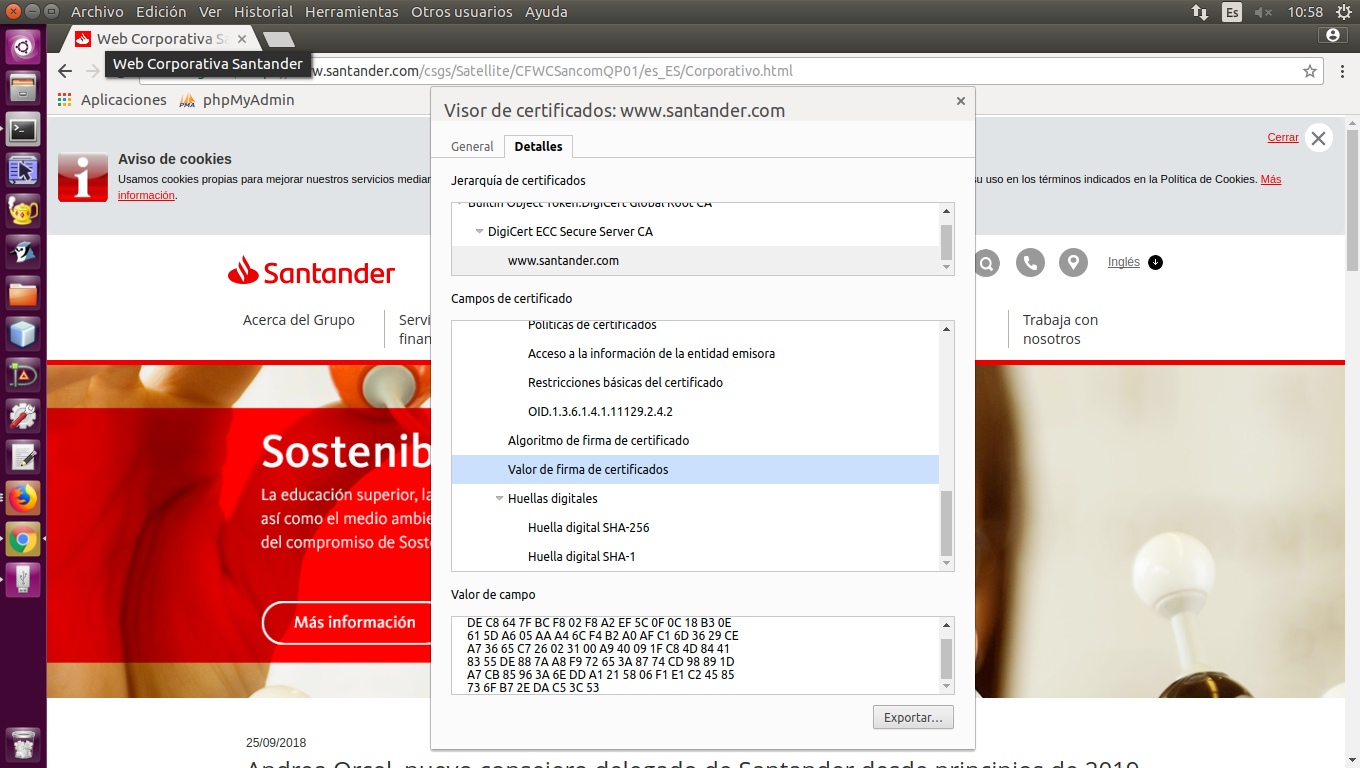 Archivo Edición Ver Historial Herramientas Otros usuarios Ayuda
Es 10:58
Web Corporativa Sa
Web Corporativa Santander
w.santander.com/csgs/Satellite/CFWCSancomQP01/es_ES/Corporativo.html
Aplicaciones phpMyAdmin
Visor de certificados: www.santander.com
General Detalles
Jerarquía de certificados
Builtin Object Token:DigiCert Global Root CA
DigiCert ECC Secure Server CA
www.santander.com
Campos de certificado
Políticas de certificados
Acceso a la información de la entidad emisora
Restricciones básicas del certificado
OID.1.3.6.1.4.1.11129.2.4.2
Algoritmo de firma de certificado
Valor de firma de certificados
Huellas digitales
Huella digital SHA-256
Huella digital SHA-1
Valor de campo
DE C8 64 7F BC F8 02 F8 A2 EF 5C 0F 0C 18 B3 0E
61 5D A6 05 AA A4 6C F4 B2 A0 AF C1 6D 36 29 CE
A7 36 65 C7 26 02 31 00 A9 40 09 1F C8 4D 84 41
83 55 DE 88 7A A8 F9 72 65 3A 87 74 CD 98 89 1D
A7 CB 85 96 3A 6E DD A1 21 58 06 F1 E1 C2 45 85
73 6F B7 2E DA C5 3C 53
Exportar...
Cerrar
Aviso de cookies
Usamos cookies propias para mejorar nuestros servicios median
su uso en los términos indicados en la Política de Cookies. Más
información.
Santander
Inglés
Acerca del Grupo
Servi
finan
Trabaja con
nosotros
Sostenib
La educación superior, la
así como el medio ambie
del compromiso de Soste
Más información
25/09/2018
Andrea Orcel, nuevo consejero delegado de Santander desde principios de 2019